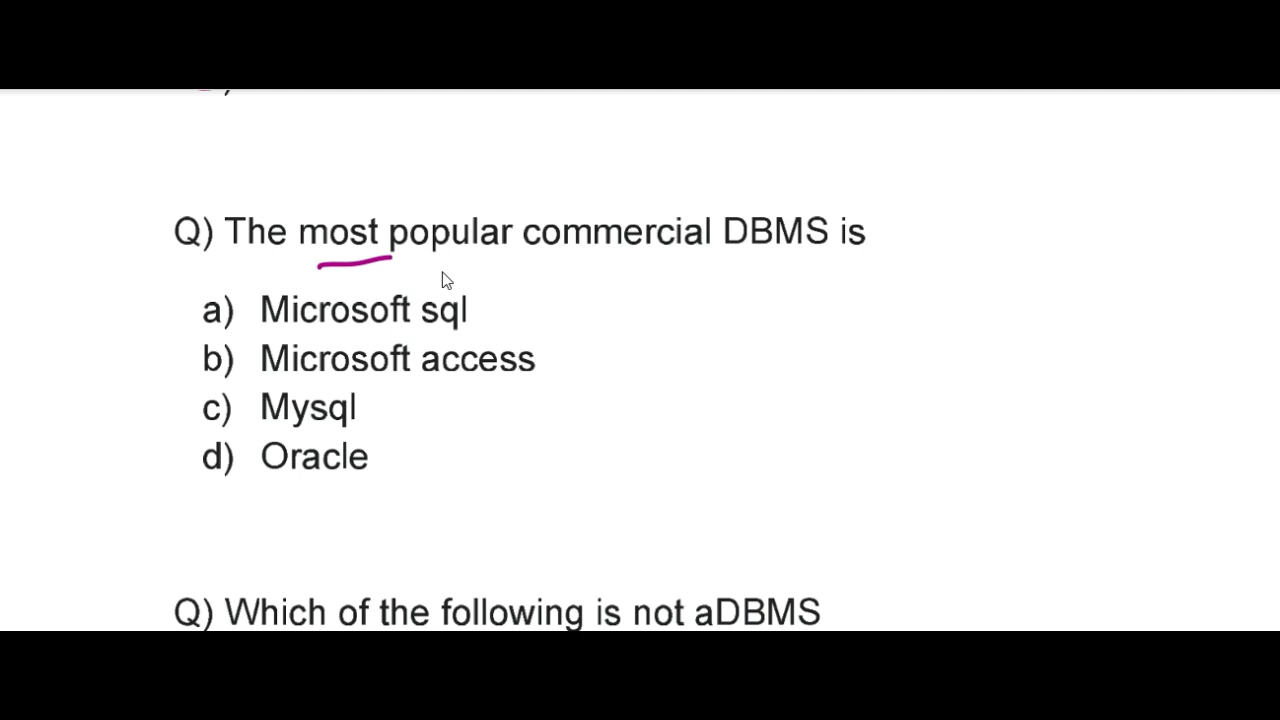 Q) The most popular commercial DBMS is
a) Microsoft sql
b) Microsoft access
c) Mysql
d) Oracle
Q) Which of the following is not aDBMS